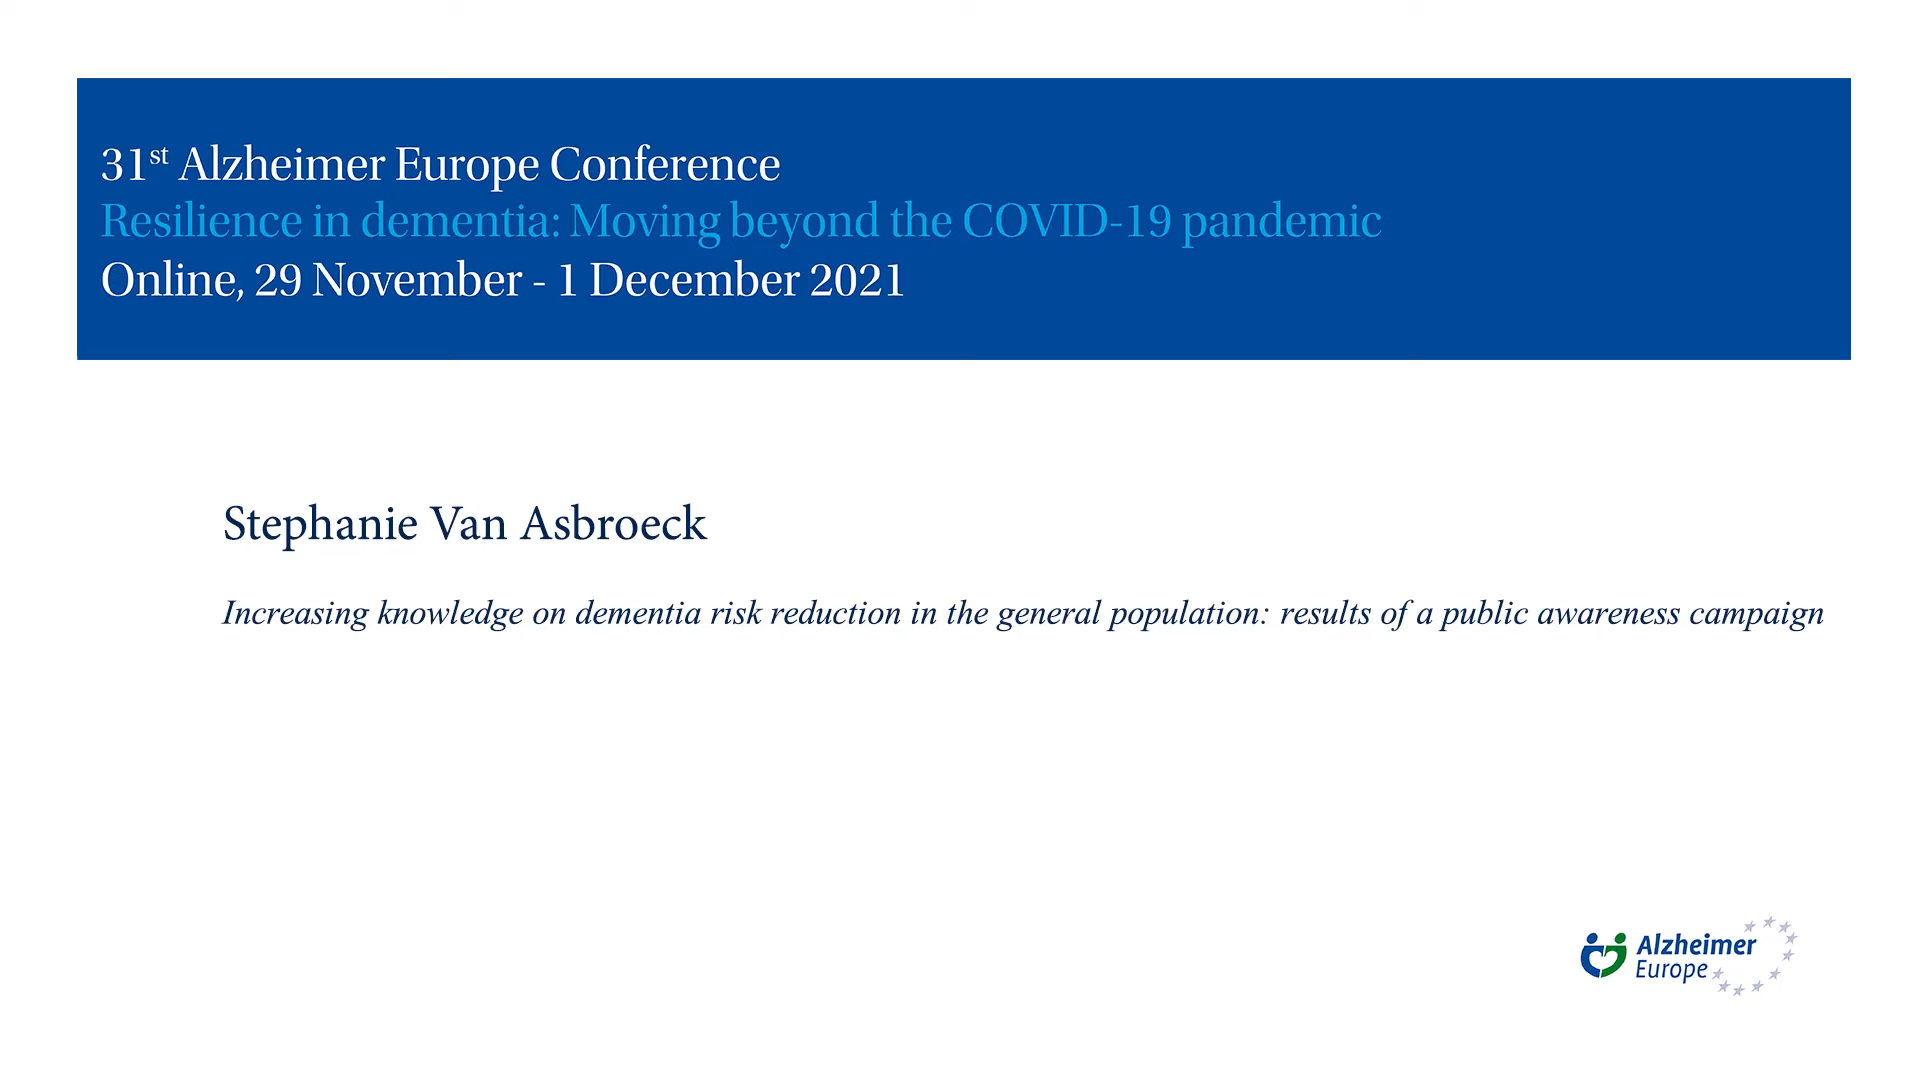 31st Alzheimer Europe Conference
Resilience in dementia: Moving beyond the COVID-19 pandemic
Online, 29 November - 1 December 2021
Stephanie Van Asbroeck
Increasing knowledge on dementia risk reduction in the general population: results of a public awareness campaign
Alzheimer
Europe